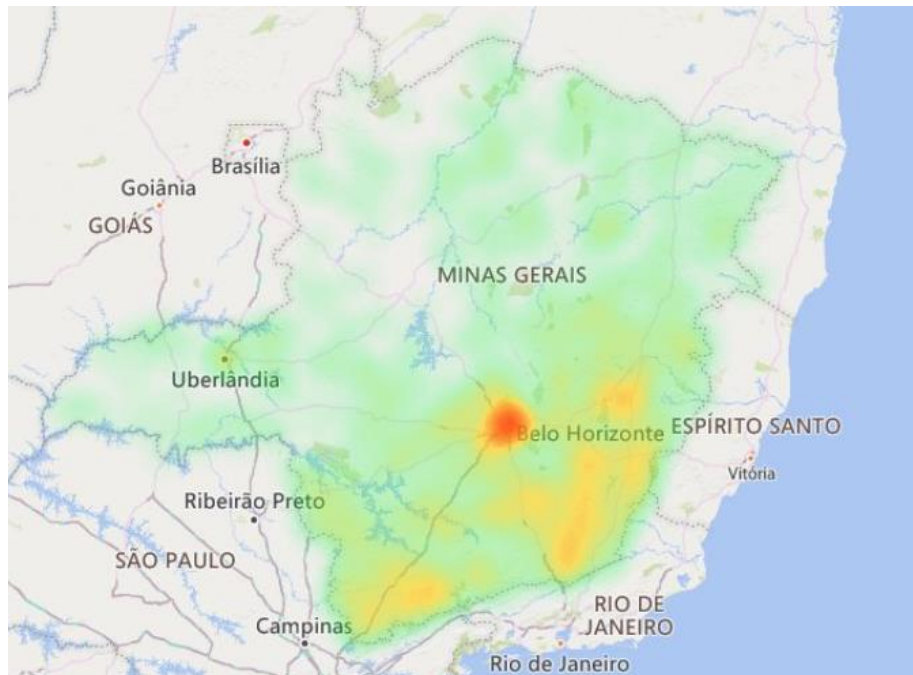 Brasília
Goiânia
GOIÁS
MINAS GERAIS
Uberlândia
Belo Horizonte
ESPÍRITO SANTO
Vitória
Ribeirão Preto
SÃO PAULO
Campinas
RIO DE
JANEIRO
Rio de Janeiro